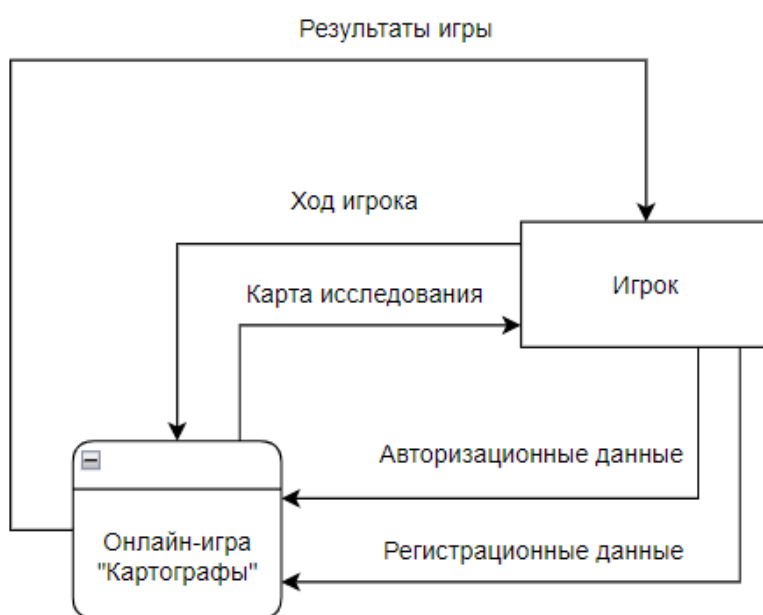 Результаты игры
Ход игрока
Игрок
Карта исследования
Авторизационные данные
Онлайн-игра
"Картографы"
Регистрационные данные